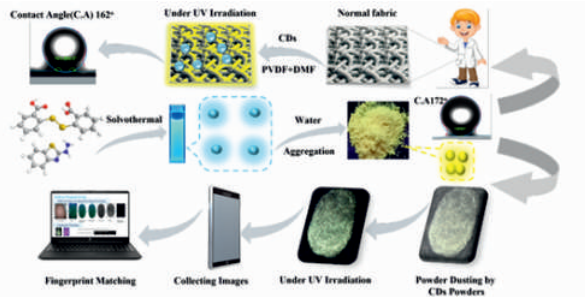 Contact Angle(C.A) 162°
Under UV Irradiation
Normal fabric
CDs
PVDF+DMF
C.A172°
Solvothermal
Water
Aggregation
Fingerprint Matching
Collecting Images
Under UV Irradiation
Powder Dusting by
CDs Powders